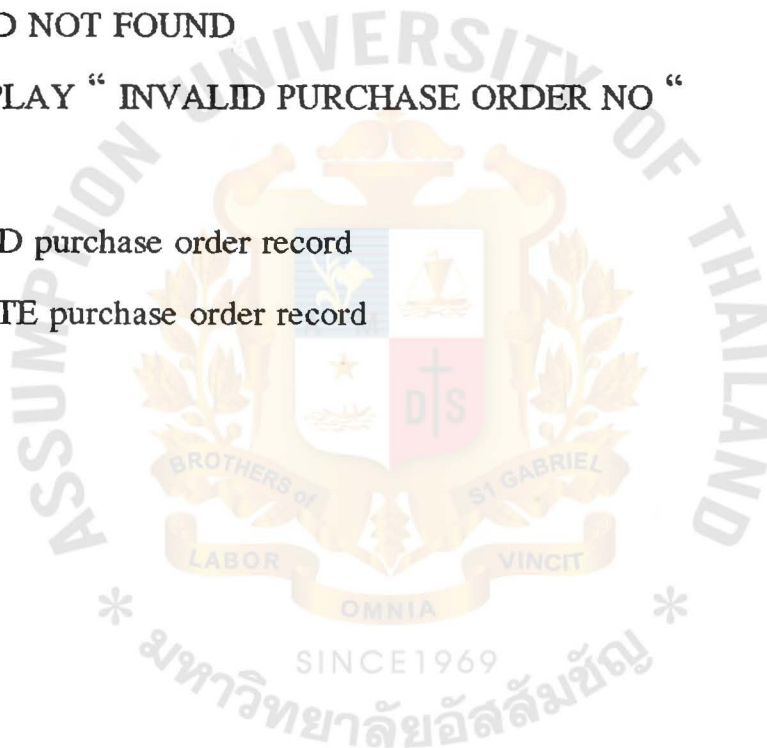 D NOT FOUND
PLAY “ INVALID PURCHASE ORDER NO “
D purchase order record
TE purchase order record
ASSUMPTION UNIVERSITY OF THAILAND
D S
BROTHERS of ST GABRIEL
LABOR OMNIA VINCIT
SINCE1969
* มหาวิทยาลัยอัสสัมชัญ *